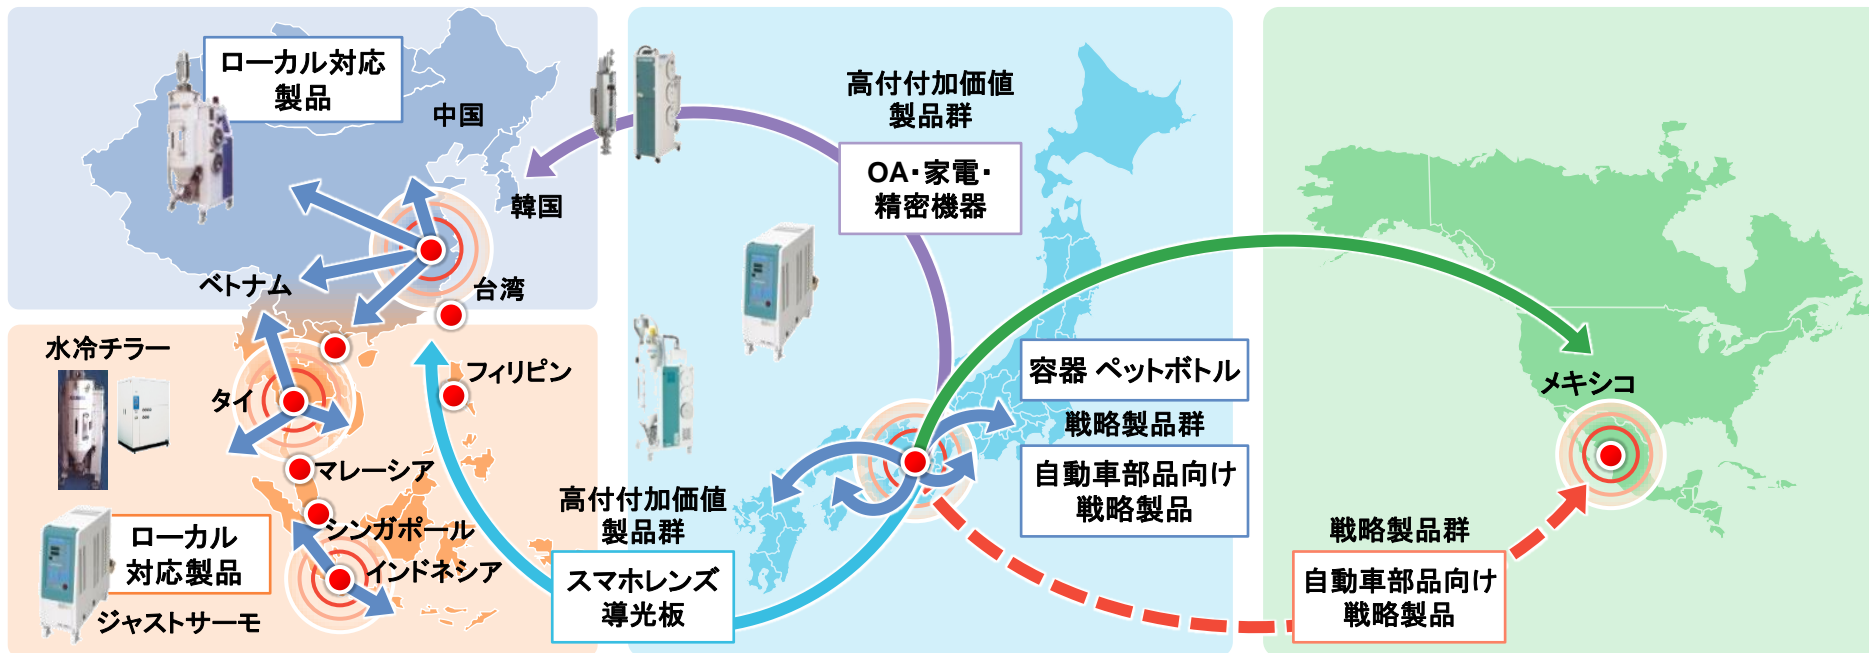 ローカル対応
製品
中国
韓国
ベトナム
台湾
水冷チラー
タイ
フィリピン
マレーシア
シンガポール
インドネシア
ローカル
対応製品
ジャストサーモ
高付付加価値
製品群
OA・家電・
精密機器
容器 ペットボトル
戦略製品群
自動車部品向け
戦略製品
高付付加価値
製品群
スマホレンズ
導光板
メキシコ
戦略製品群
自動車部品向け
戦略製品